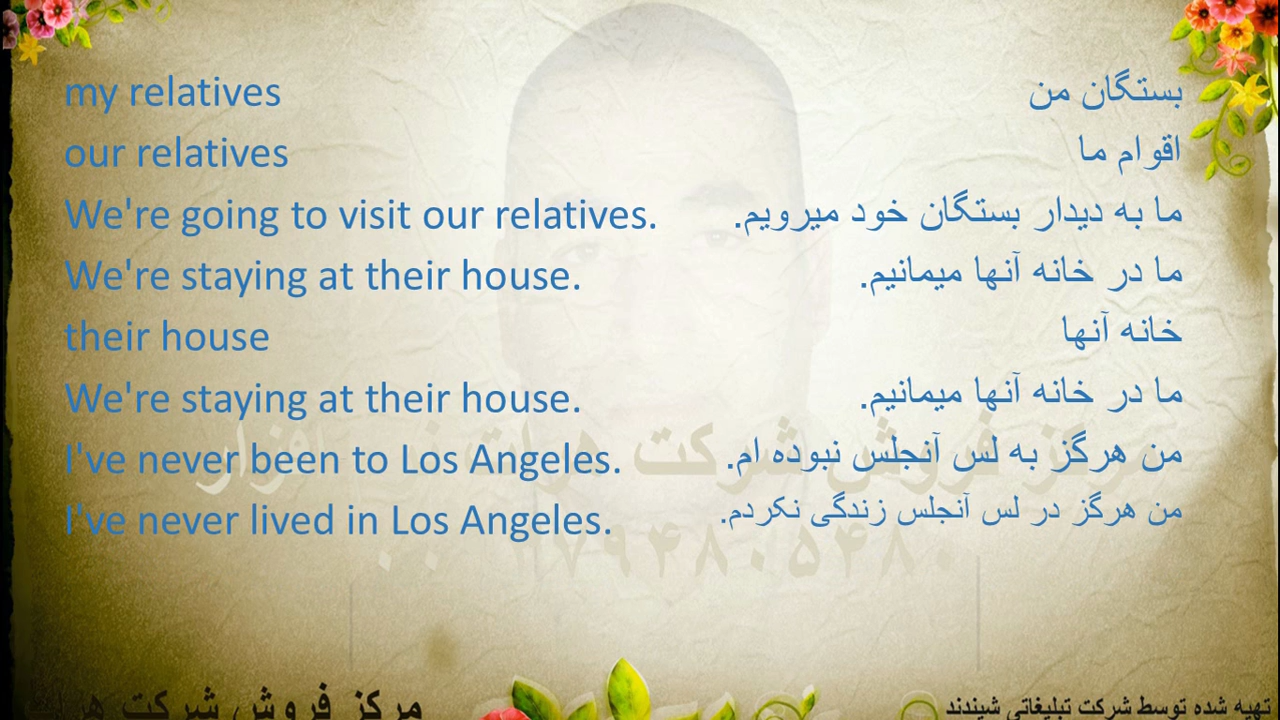 my relatives بستگان من
our relatives اقوام ما
We're going to visit our relatives. ما به دیدار بستگان خود میرویم.
We're staying at their house. ما در خانه آنها میمانیم.
their house خانه آنها
We're staying at their house. ما در خانه آنها میمانیم.
I've never been to Los Angeles. من هرگز به لس آنجلس نبوده ام.
I've never lived in Los Angeles. من هرگز در لس آنجلس زندگی نکردم.
مرکز فروش شرکت هرات
مرکز فروش شرکت
تهیه شده توسط شرکت تبلیغاتی شیندند